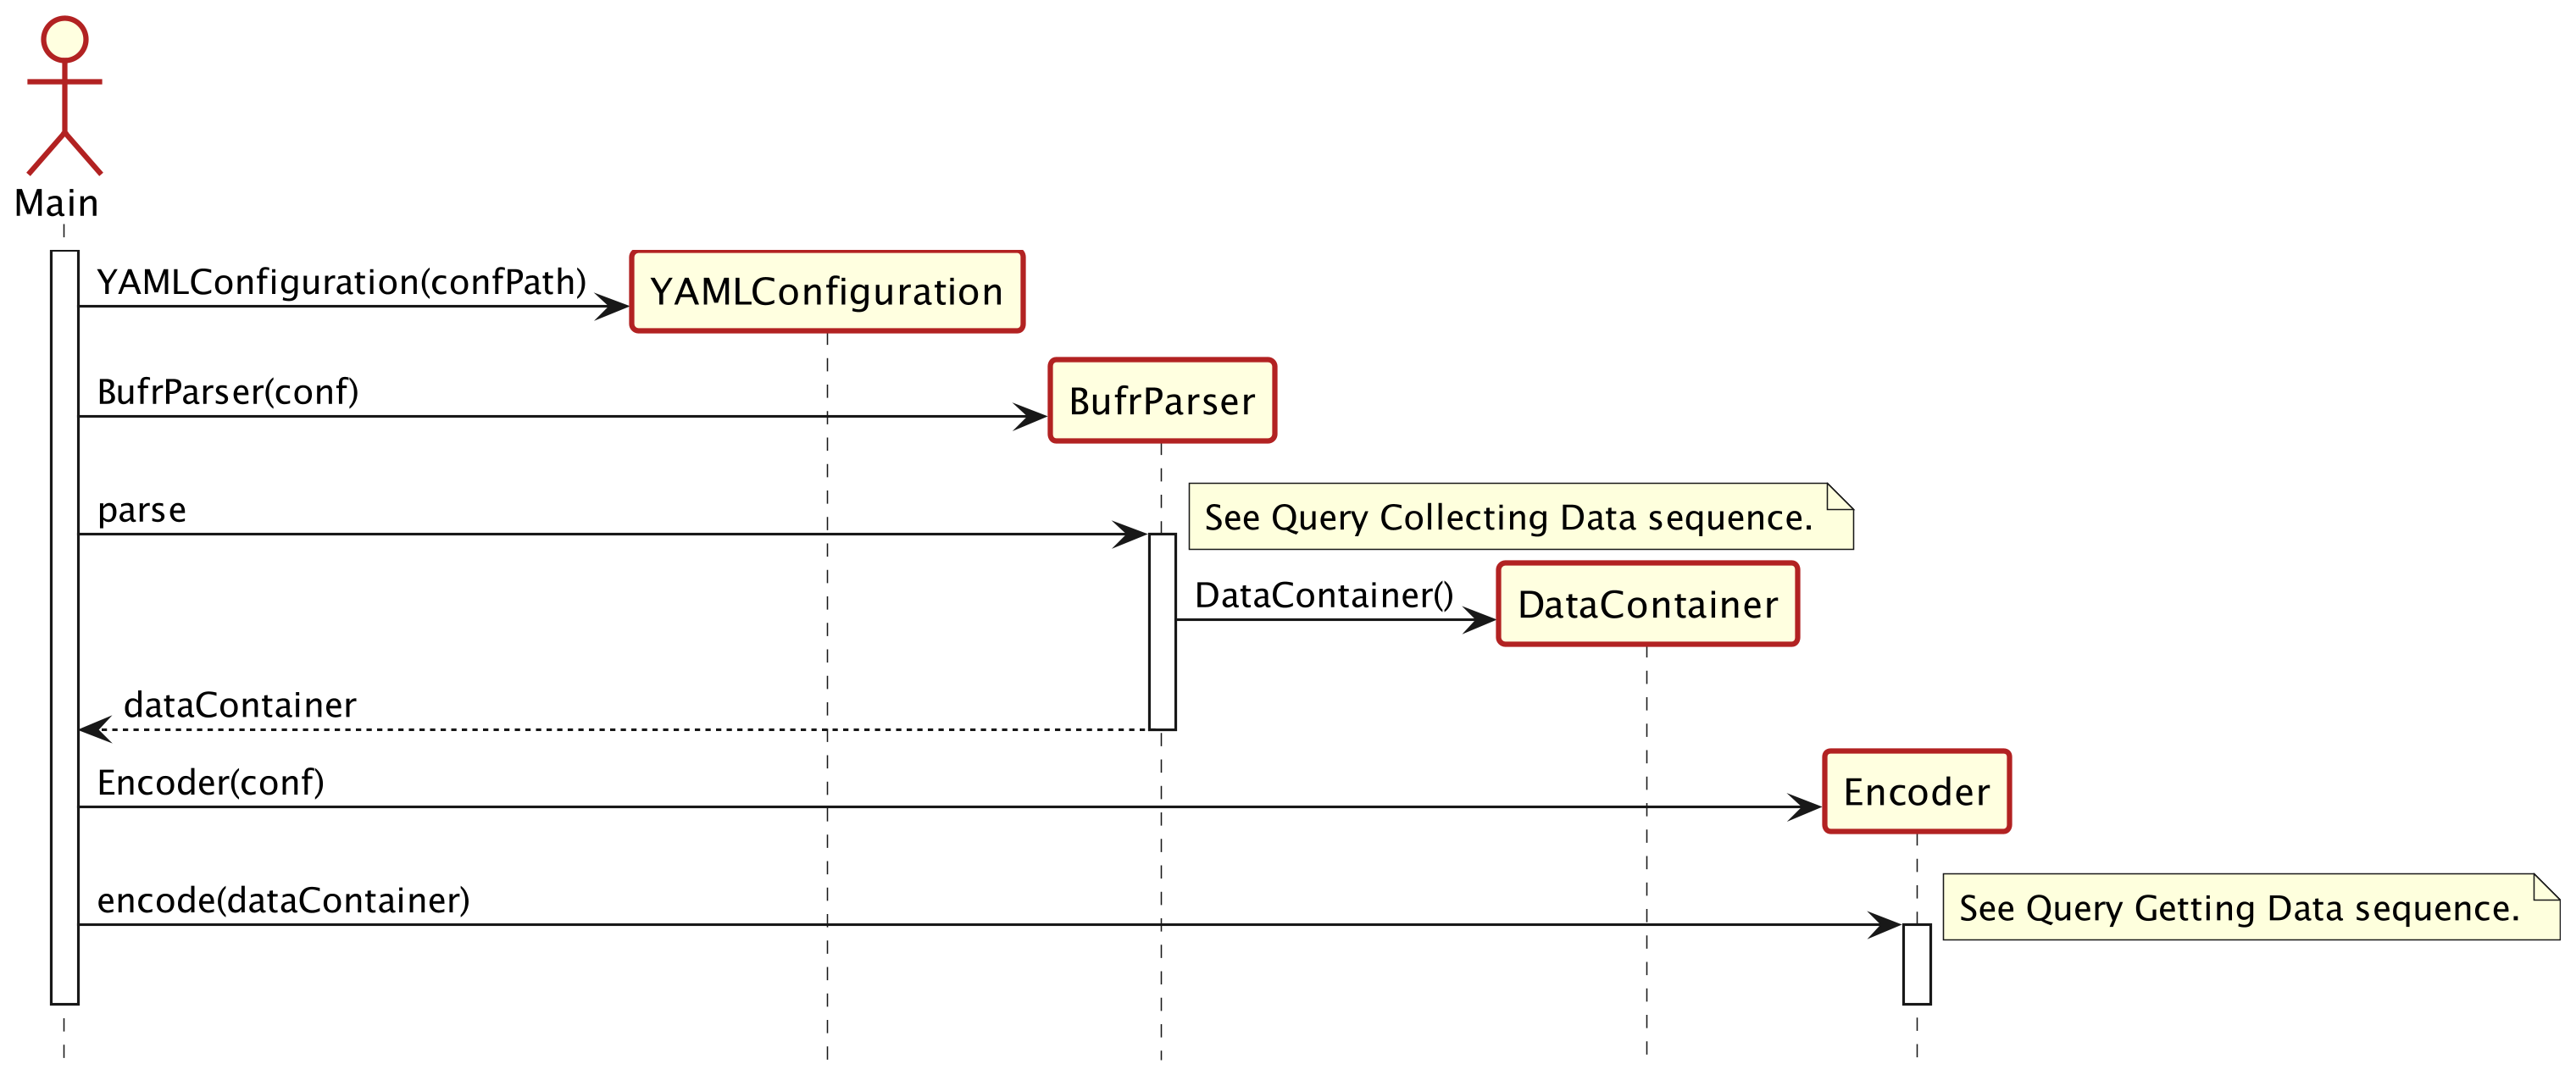 Main
YAMLConfiguration(confPath)
YAMLConfiguration
BufrParser(conf)
BufrParser
parse
See Query Collecting Data sequence.
DataContainer()
DataContainer
dataContainer
Encoder(conf)
Encoder
encode(dataContainer)
See Query Getting Data sequence.